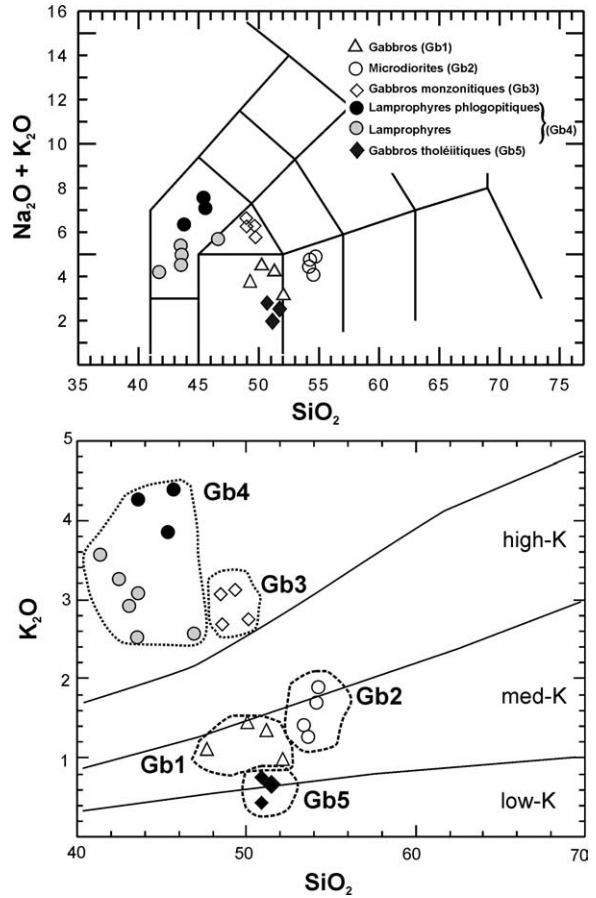 16
14
12
10
8
6
4
2
Na₂O + K₂O
Gabbros (Gb1)
Microdiorites (Gb2)
Gabbros monzonitiques (Gb3)
Lamprophyres phlogopitiques
Lamprophyres
(Gb4)
Gabbros tholéiitiques (Gb5)
35 40 45 50 55 60 65 70 75
SiO₂
5
4
3
2
1
0
K₂O
Gb4
Gb3
high-K
Gb2
med-K
Gb1
Gb5
low-K
40 50 60 70
SiO₂